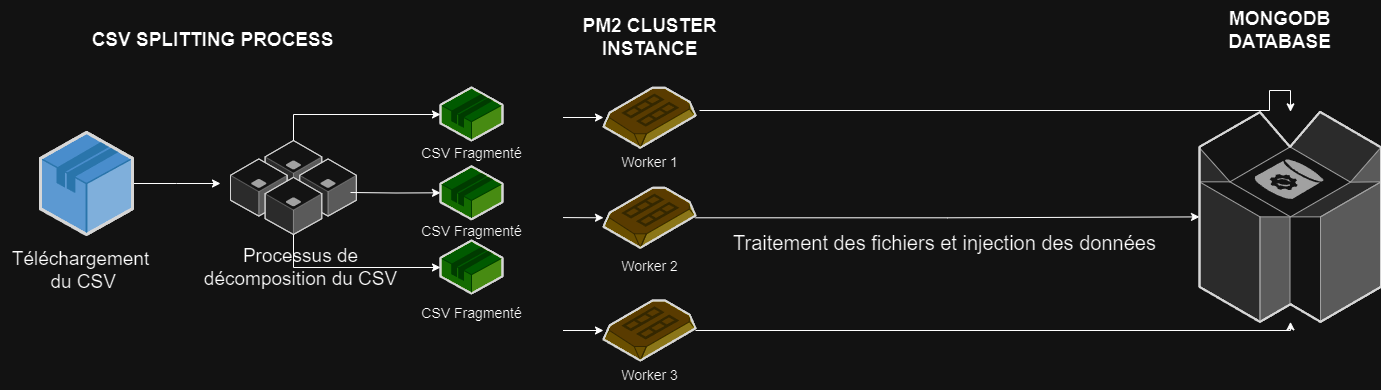 CSV SPLITTING PROCESS
PM2 CLUSTER
INSTANCE
MONGODB
DATABASE
Téléchargement
du CSV
Processus de
décomposition du CSV
CSV Fragmenté
CSV Fragmenté
CSV Fragmenté
Worker 1
Worker 2
Worker 3
Traitement des fichiers et injection des données